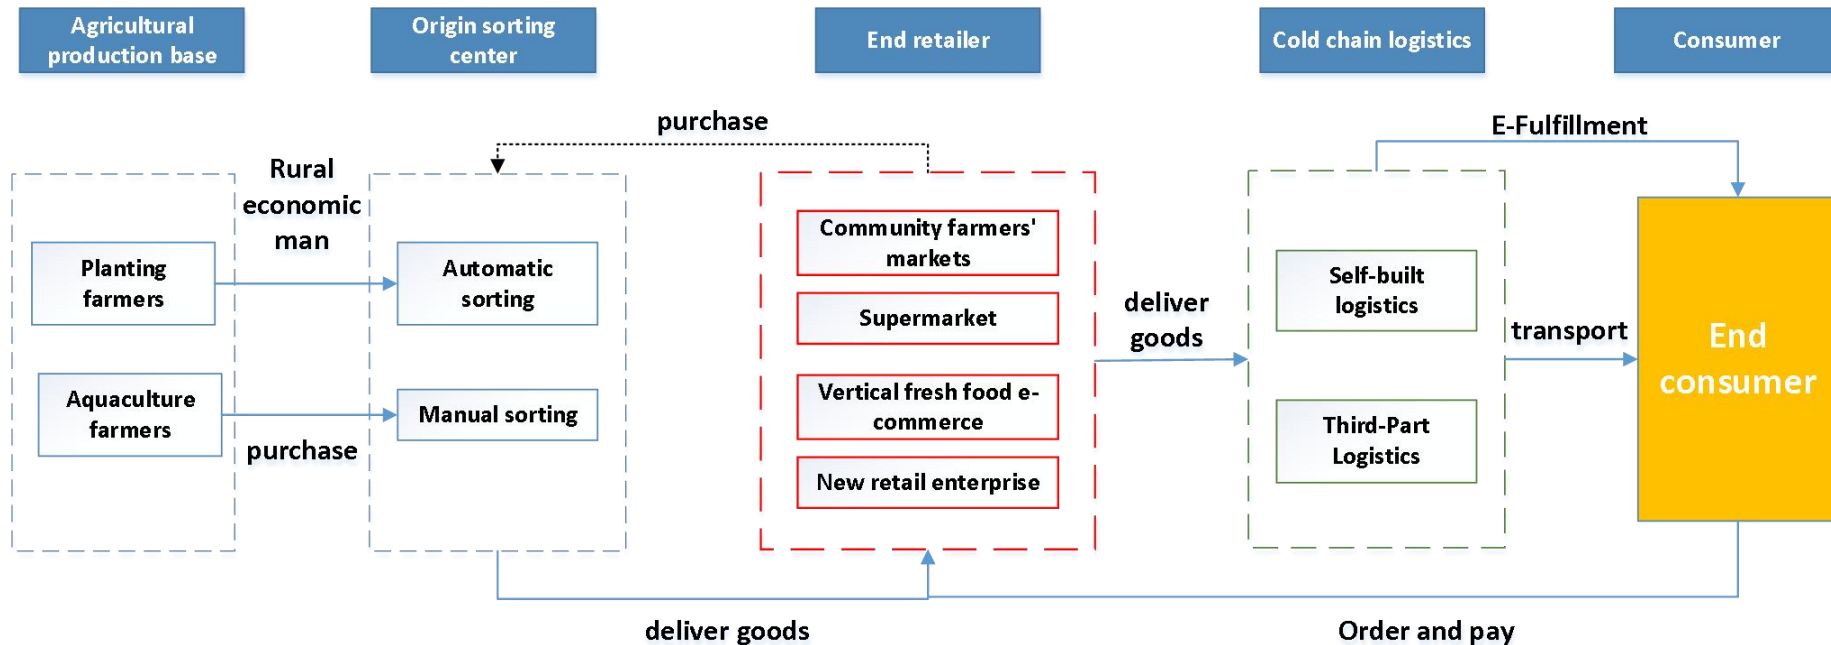 Agricultural
production base
Origin sorting
center
End retailer
Cold chain logistics
Consumer
purchase
E-Fulfillment
Rural
economic
man
Planting
farmers
Automatic
sorting
Community farmers'
markets
Self-built
logistics
Supermarket
deliver
goods
transport
End
consumer
Aquaculture
farmers
Manual sorting
Vertical fresh food e-
commerce
Third-Part
Logistics
purchase
New retail enterprise
deliver goods
Order and pay